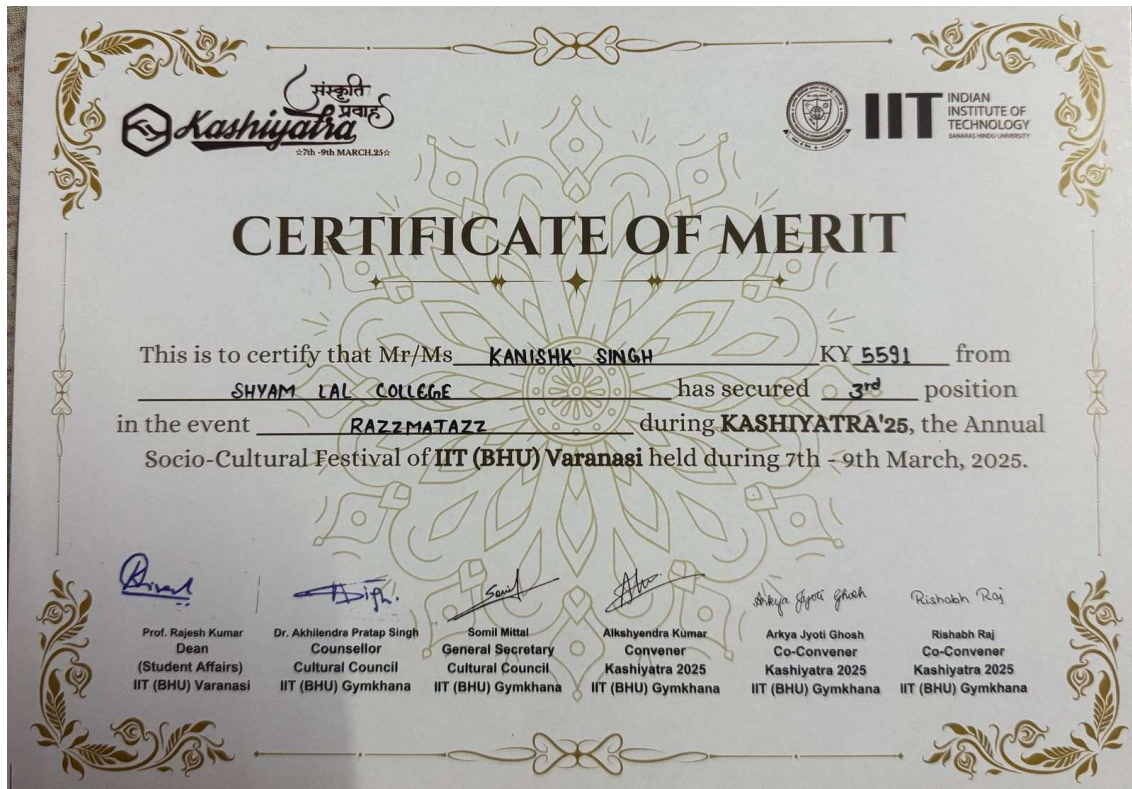 संस्कृति
प्रवाह
Kashiyatra
☆7th -9th MARCH,25☆
IIT
INDIAN
INSTITUTE OF
TECHNOLOGY
BANARAS HINDU UNIVERSITY
CERTIFICATE OF MERIT
This is to certify that Mr/Ms KANISHK SINGH KY 5591 from
SHYAM LAL COLLEGE has secured 3rd position
in the event RAZZMATAZZ during KASHIYATRA'25, the Annual
Socio-Cultural Festival of IIT (BHU) Varanasi held during 7th - 9th March, 2025.
Arkya Jyoti Ghosh
Rishabh Raj
Prof. Rajesh Kumar
Dean
(Student Affairs)
IIT (BHU) Varanasi
Dr. Akhilendra Pratap Singh
Counsellor
Cultural Council
IIT (BHU) Gymkhana
Somil Mittal
General Secretary
Cultural Council
IIT (BHU) Gymkhana
Alkshyendra Kumar
Convener
Kashiyatra 2025
IIT (BHU) Gymkhana
Arkya Jyoti Ghosh
Co-Convener
Kashiyatra 2025
IIT (BHU) Gymkhana
Rishabh Raj
Co-Convener
Kashiyatra 2025
IIT (BHU) Gymkhana